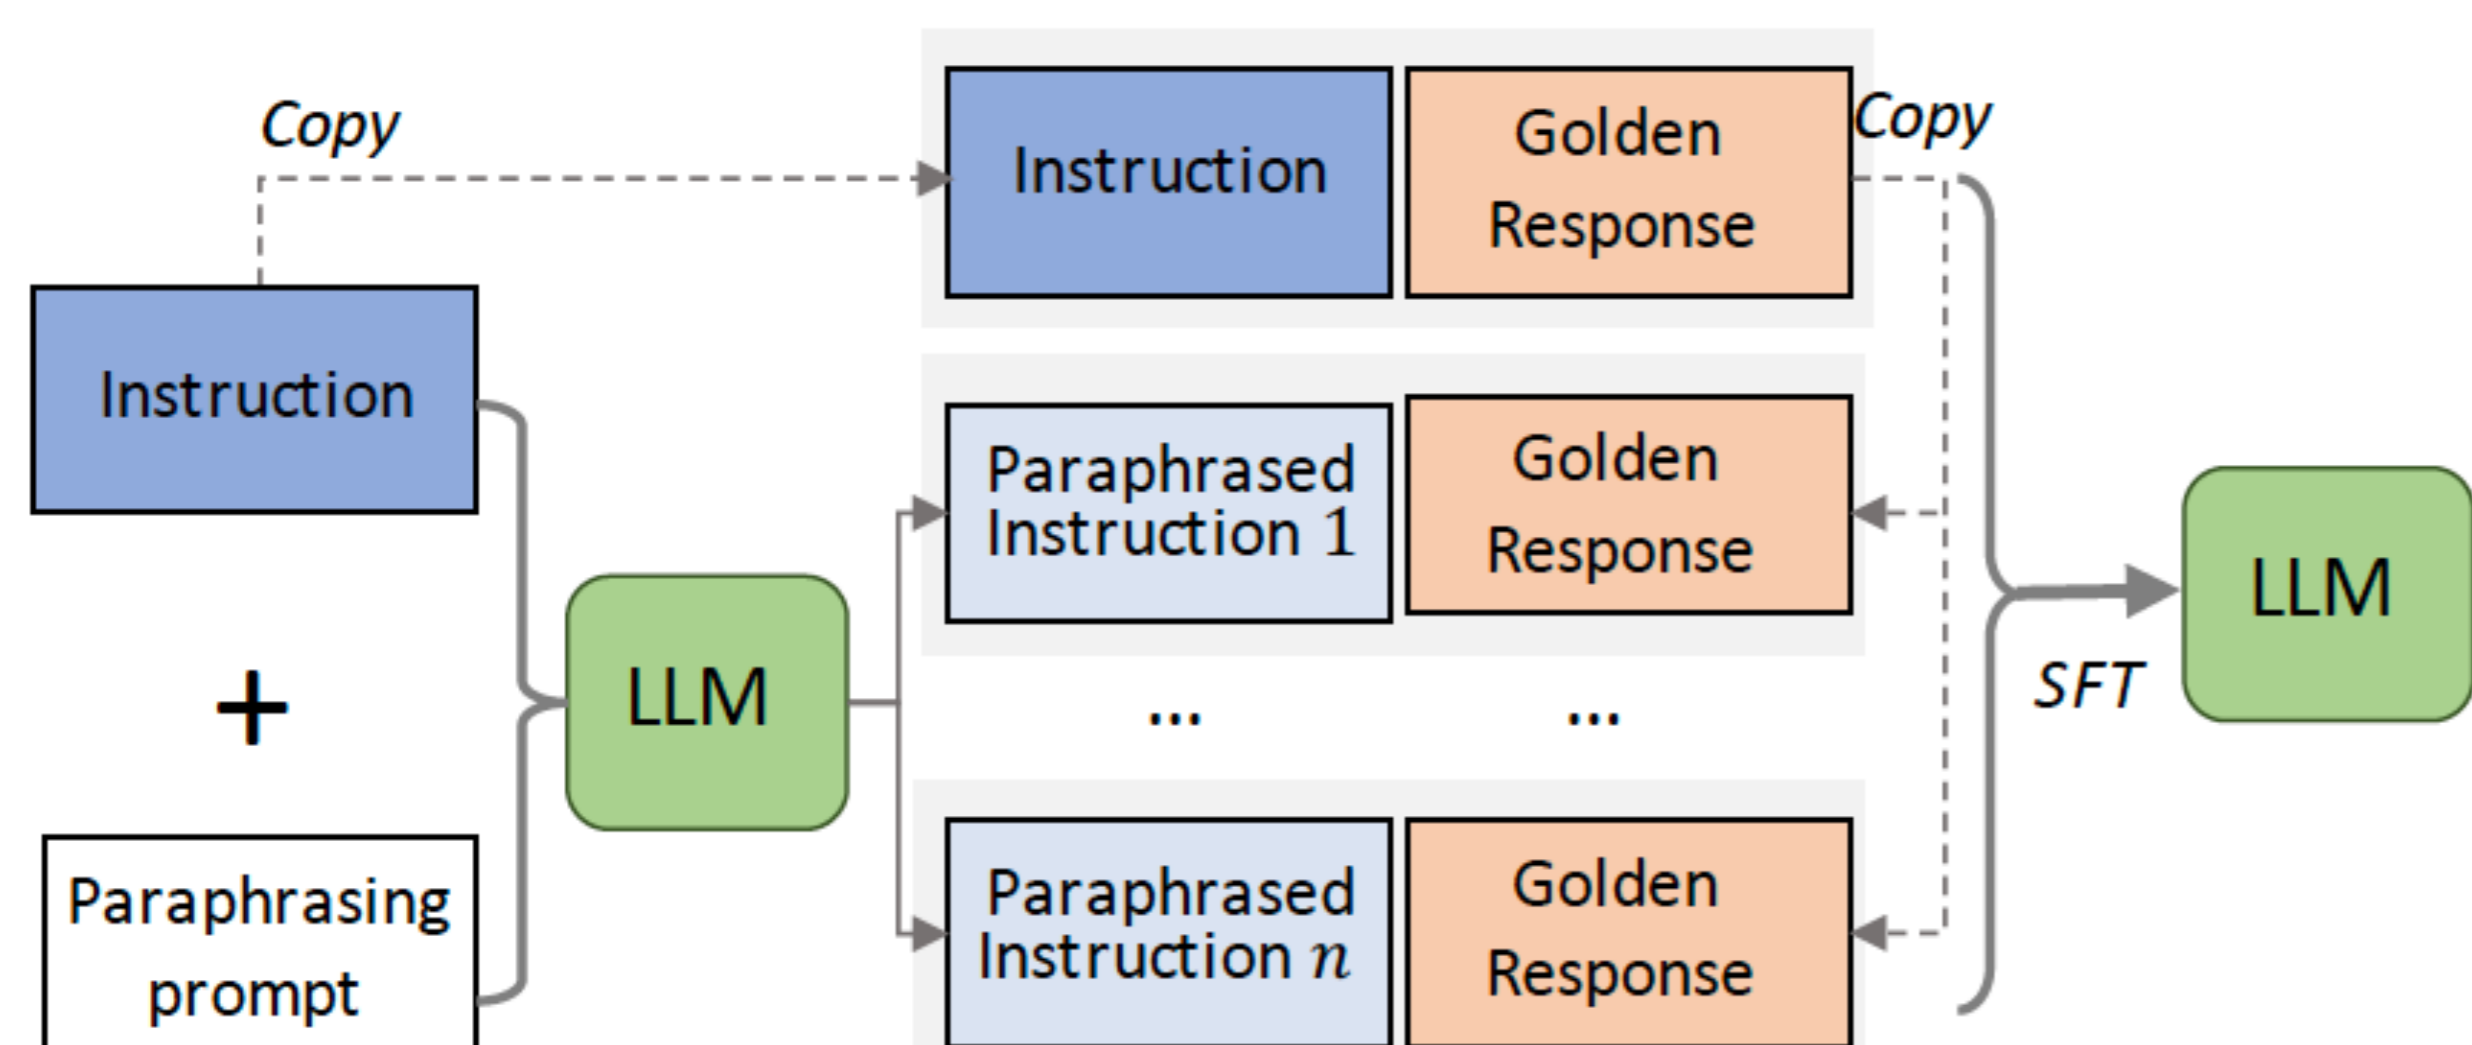 Copy
Instruction
Golden
Response
Copy
Instruction
Paraphrased
Instruction 1
Golden
Response
+
LLM
...
...
LLM
SFT
Paraphrasing
prompt
Paraphrased
Instruction n
Golden
Response